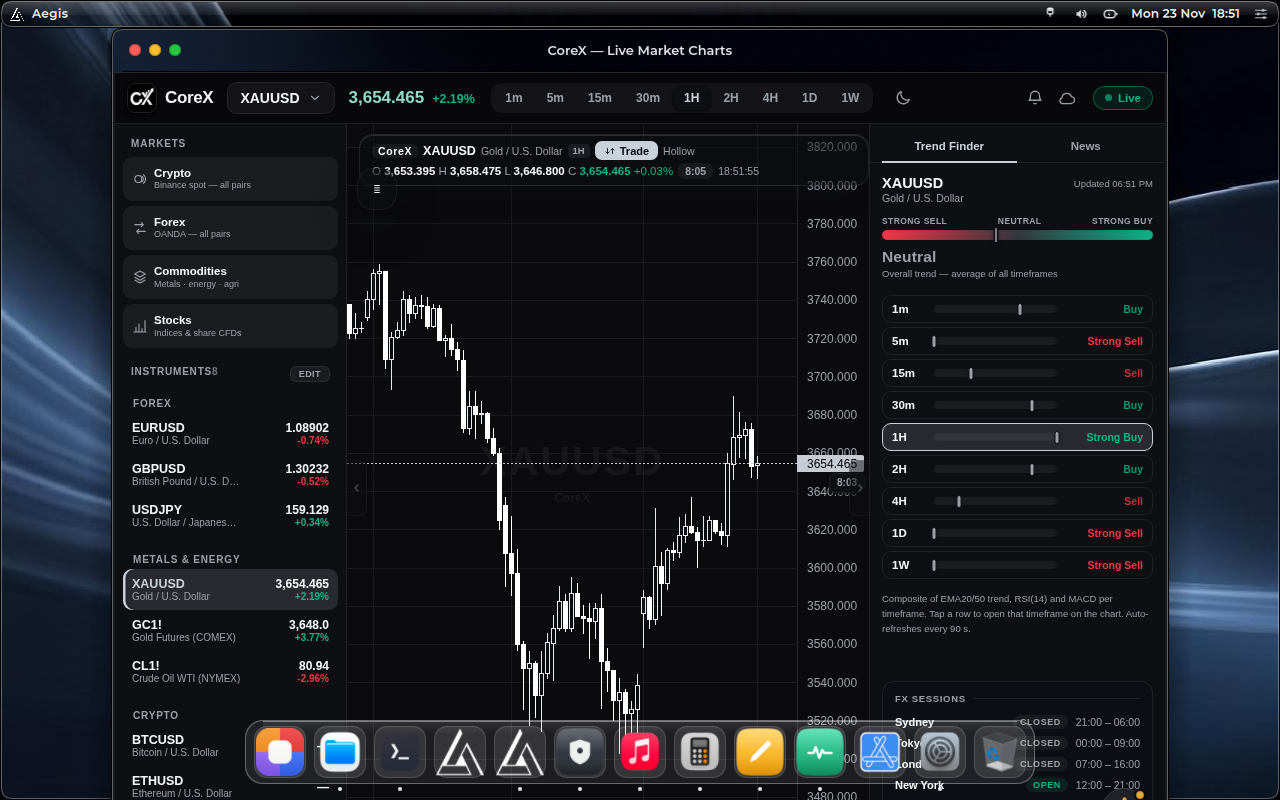 Aegis
Mon 23 Nov 18:51
CoreX — Live Market Charts
CX CoreX
XAUUSD
3,654.465 +2.19%
1m 5m 15m 30m 1H 2H 4H 1D 1W
Live
MARKETS
Crypto
Binance spot — all pairs
Forex
OANDA — all pairs
Commodities
Metals · energy · agri
Stocks
Indices & share CFDs
INSTRUMENTS8
EDIT
FOREX
EURUSD 1.08902
Euro / U.S. Dollar -0.74%
GBPUSD 1.30232
British Pound / U.S. D… -0.52%
USDJPY 159.129
U.S. Dollar / Japanes… +0.34%
METALS & ENERGY
XAUUSD 3,654.465
Gold / U.S. Dollar +2.19%
GC1! 3,648.0
Gold Futures (COMEX) +3.77%
CL1! 80.94
Crude Oil WTI (NYMEX) -2.96%
CRYPTO
BTCUSD
Bitcoin / U.S. Dollar
ETHUSD
Ethereum / U.S. Dollar —
CoreX XAUUSD Gold / U.S. Dollar 1H Trade Hollow
O 3,653.395 H 3,658.475 L 3,646.800 C 3,654.465 +0.03% 8:05 18:51:55
XAUUSD
CoreX
3820.000
3800.000
3780.000
3760.000
3740.000
3720.000
3700.000
3680.000
3660.000
3654.465
8:03
3640.000
3620.000
3600.000
3580.000
3560.000
3540.000
3520.000
3480.000
Trend Finder
News
XAUUSD Updated 06:51 PM
Gold / U.S. Dollar
STRONG SELL NEUTRAL STRONG BUY
Neutral
Overall trend — average of all timeframes
1m Buy
5m Strong Sell
15m Sell
30m Buy
1H Strong Buy
2H Buy
4H Sell
1D Strong Sell
1W Strong Sell
Composite of EMA20/50 trend, RSI(14) and MACD per
timeframe. Tap a row to open that timeframe on the chart. Auto-
refreshes every 90 s.
FX SESSIONS
Sydney CLOSED 21:00 – 06:00
CLOSED 00:00 – 09:00
CLOSED 07:00 – 16:00
New York OPEN 12:00 – 21:00